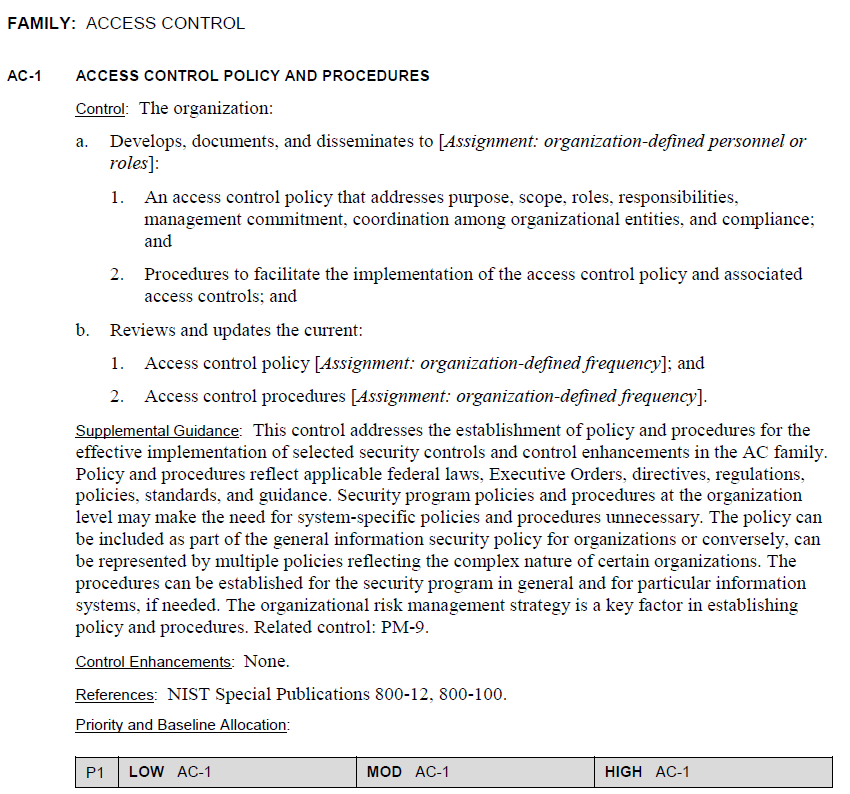 FAMILY: ACCESS CONTROL
AC-1 ACCESS CONTROL POLICY AND PROCEDURES
Control: The organization:
a. Develops, documents, and disseminates to [Assignment: organization-defined personnel or
roles]:
1. An access control policy that addresses purpose, scope, roles, responsibilities,
management commitment, coordination among organizational entities, and compliance;
and
2. Procedures to facilitate the implementation of the access control policy and associated
access controls; and
b. Reviews and updates the current:
1. Access control policy [Assignment: organization-defined frequency]; and
2. Access control procedures [Assignment: organization-defined frequency].
Supplemental Guidance: This control addresses the establishment of policy and procedures for the
effective implementation of selected security controls and control enhancements in the AC family.
Policy and procedures reflect applicable federal laws, Executive Orders, directives, regulations,
policies, standards, and guidance. Security program policies and procedures at the organization
level may make the need for system-specific policies and procedures unnecessary. The policy can
be included as part of the general information security policy for organizations or conversely, can
be represented by multiple policies reflecting the complex nature of certain organizations. The
procedures can be established for the security program in general and for particular information
systems, if needed. The organizational risk management strategy is a key factor in establishing
policy and procedures. Related control: PM-9.
Control Enhancements: None.
References: NIST Special Publications 800-12, 800-100.
Priority and Baseline Allocation:
P1 LOW AC-1 MOD AC-1 HIGH AC-1